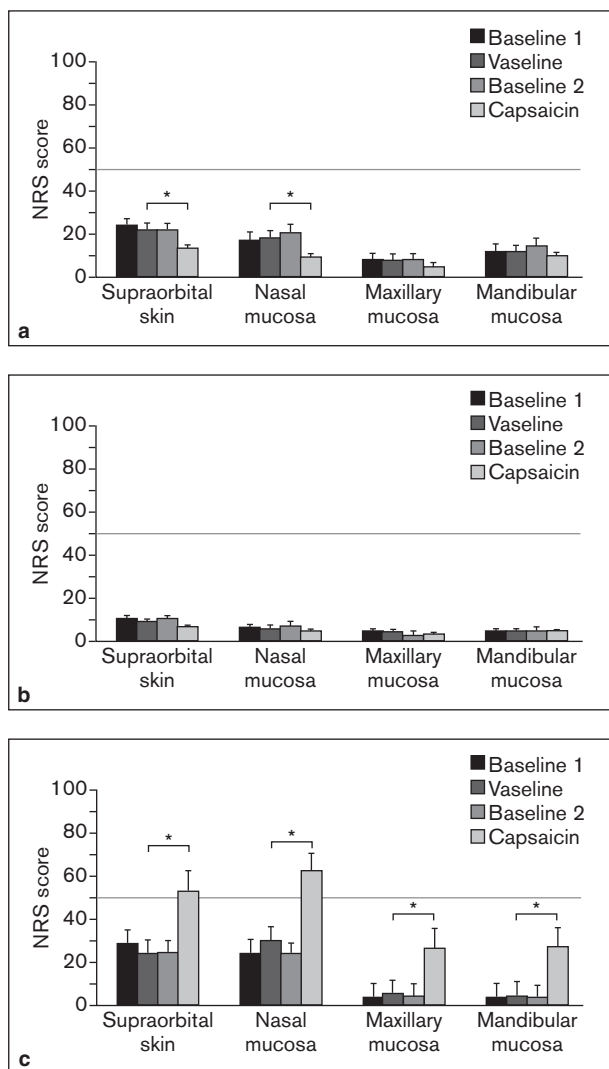 Baseline 1
Vaseline
Baseline 2
Capsaicin
100
80
60
40
20
0
NRS score
*
*
Supraorbital skin
Nasal mucosa
Maxillary mucosa
Mandibular mucosa
a
Baseline 1
Vaseline
Baseline 2
Capsaicin
100
80
60
40
20
0
NRS score
Supraorbital skin
Nasal mucosa
Maxillary mucosa
Mandibular mucosa
b
Baseline 1
Vaseline
Baseline 2
Capsaicin
100
80
60
40
20
0
NRS score
*
*
*
*
Supraorbital skin
Nasal mucosa
Maxillary mucosa
Mandibular mucosa
c